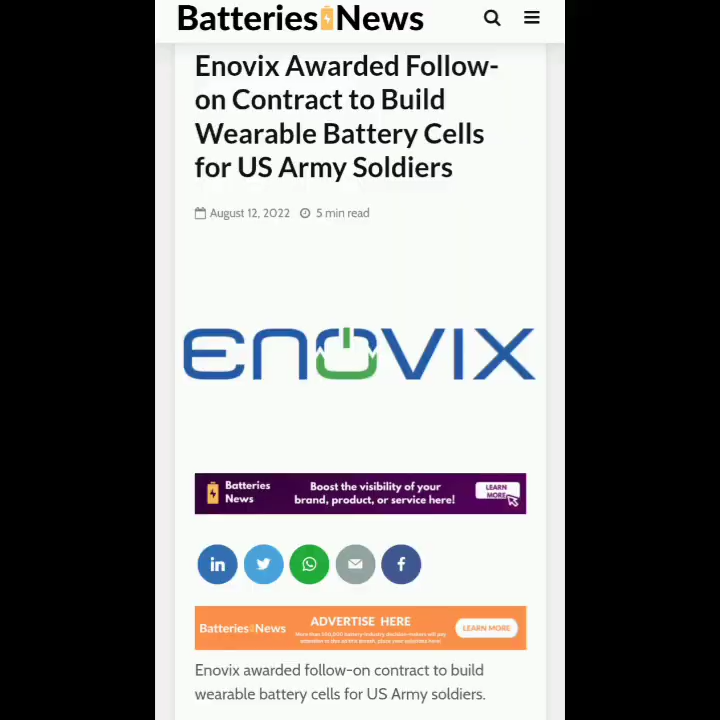 Batteries News
Enovix Awarded Follow-
on Contract to Build
Wearable Battery Cells
for US Army Soldiers
August 12, 2022 5 min read
ENOVIX
Batteries
News
Boost the visibility of your
brand, product, or service here!
LEARN
MORE
in
f
Batteries News
ADVERTISE HERE
LEARN MORE
Enovix awarded follow-on contract to build
wearable battery cells for US Army soldiers.